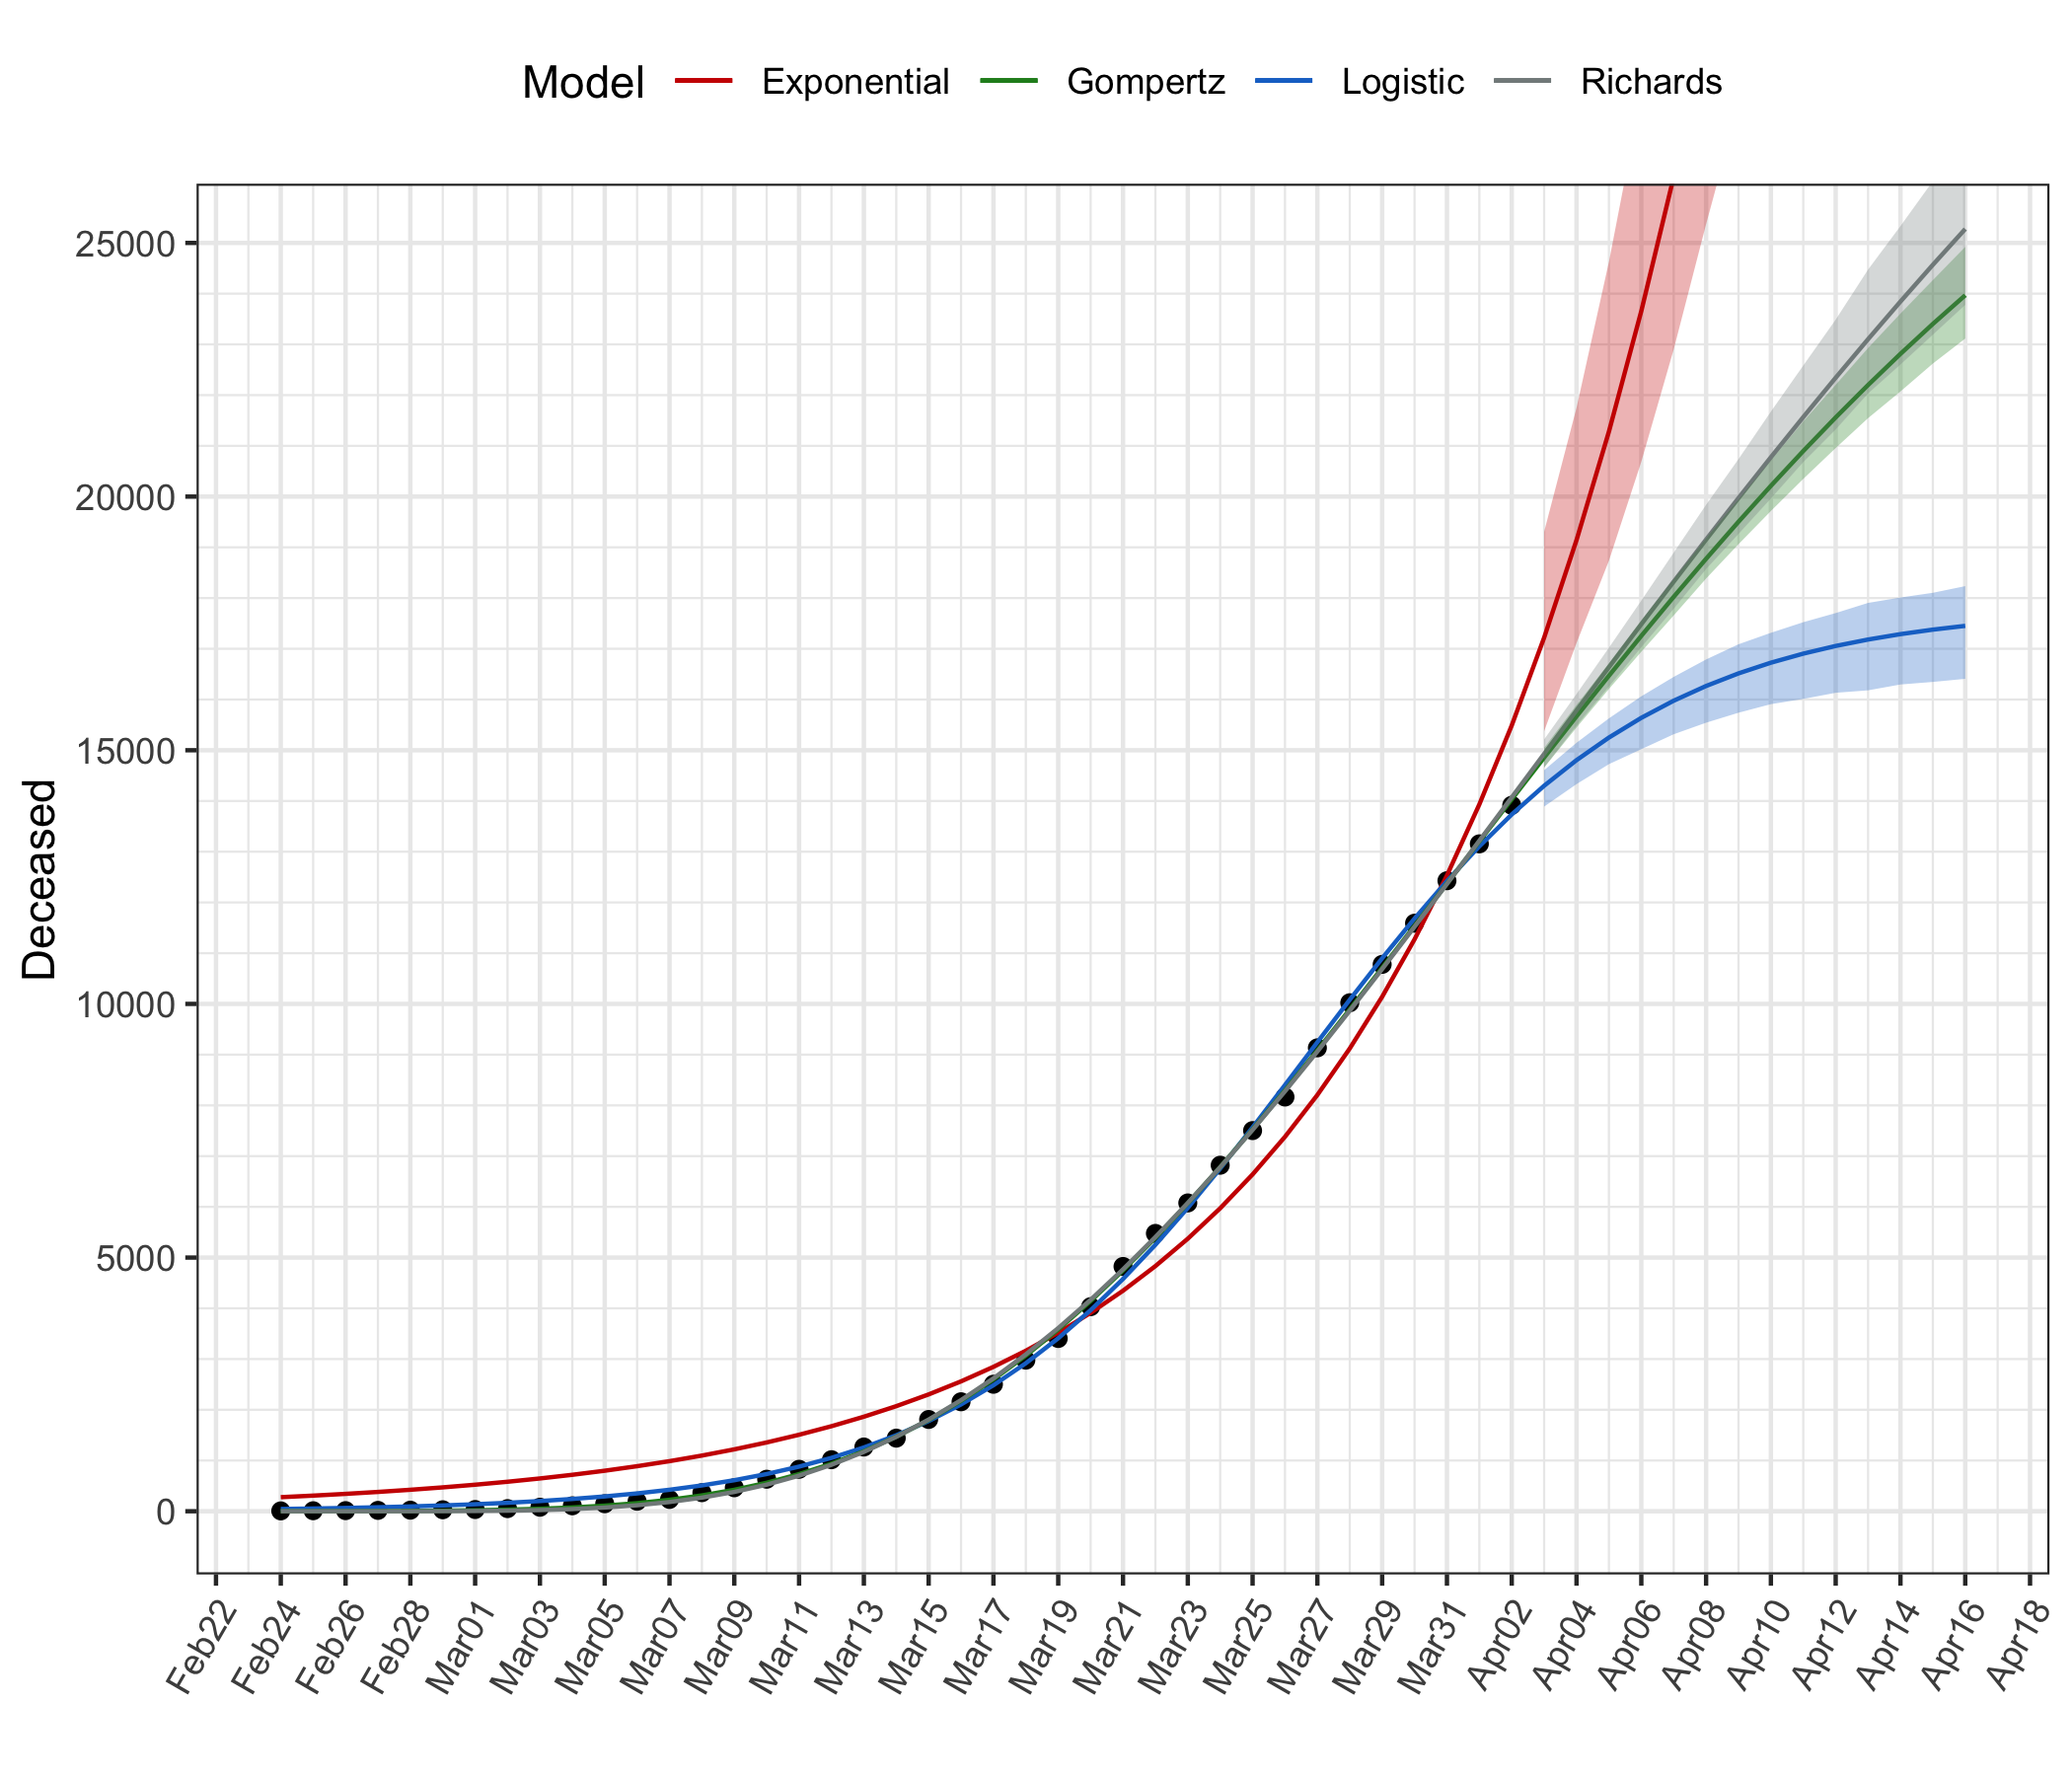 Model Exponential Gompertz Logistic Richards
25000
20000
15000
10000
5000
0
Deceased
Feb22 Feb24 Feb26 Feb28 Mar01 Mar03 Mar05 Mar07 Mar09 Mar11 Mar13 Mar15 Mar17 Mar19 Mar21 Mar23 Mar25 Mar27 Mar29 Mar31 Apr02 Apr04 Apr06 Apr08 Apr10 Apr12 Apr14 Apr16 Apr18